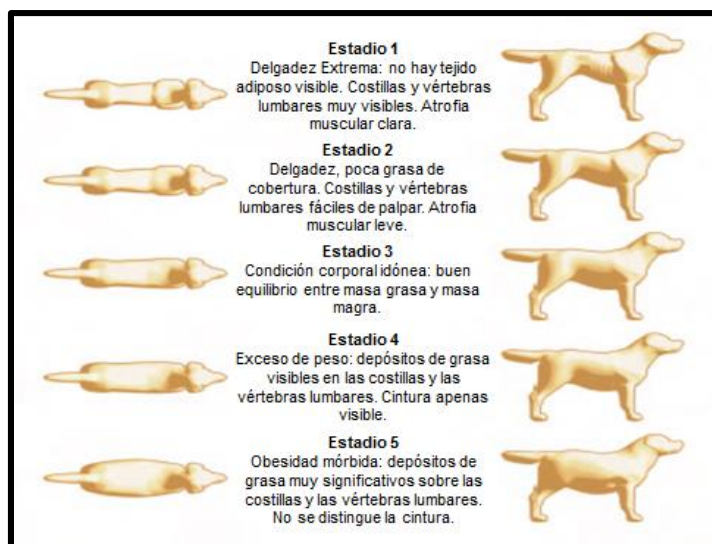 Estadio 1
Delgadez Extrema: no hay tejido
adiposo visible. Costillas y vértebras
lumbares muy visibles. Atrofia
muscular clara.
Estadio 2
Delgadez, poca grasa de
cobertura. Costillas y vértebras
lumbares fáciles de palpar. Atrofia
muscular leve.
Estadio 3
Condición corporal idónea: buen
equilibrio entre masa grasa y masa
magra.
Estadio 4
Exceso de peso: depósitos de grasa
visibles en las costillas y las
vértebras lumbares. Cintura apenas
visible.
Estadio 5
Obesidad mórbida: depósitos de
grasa muy significativos sobre las
costillas y las vértebras lumbares.
No se distingue la cintura.